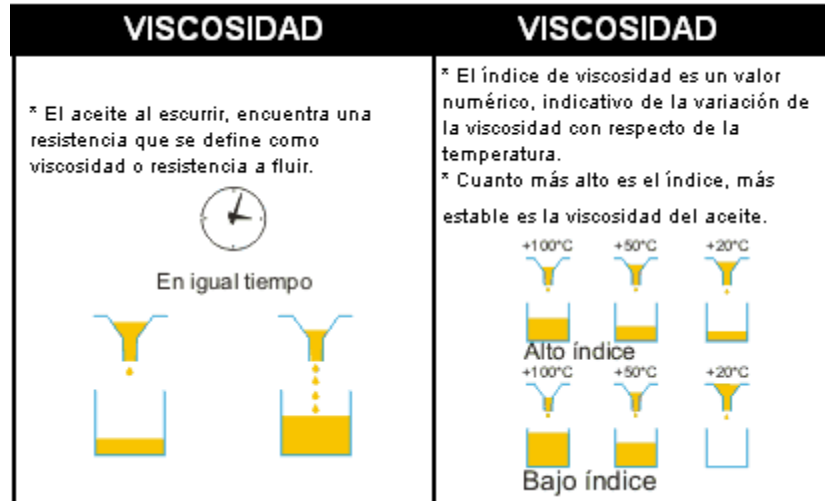 VISCOSIDAD
* El aceite al escurrir, encuentra una
resistencia que se define como
viscosidad o resistencia a fluir.
En igual tiempo
VISCOSIDAD
* El índice de viscosidad es un valor
numérico, indicativo de la variación de
la viscosidad con respecto de la
temperatura.
* Cuanto más alto es el índice, más
estable es la viscosidad del aceite.
+100°C +50°C +20°C
Alto índice
+100°C +50°C +20°C
Bajo índice